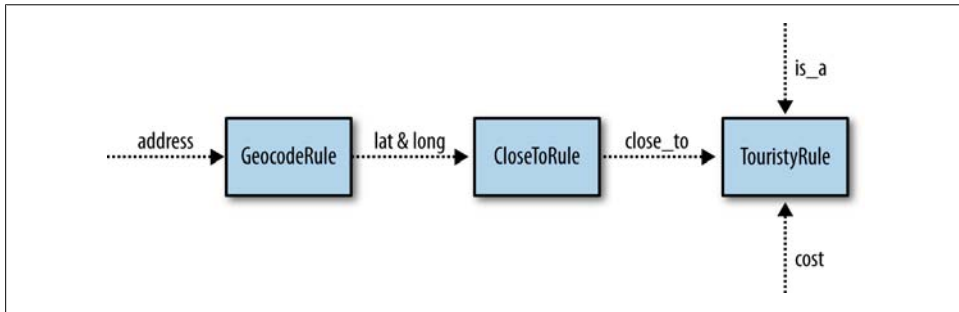 is_a
address
GeocodeRule
lat & long
CloseToRule
close_to
TouristyRule
cost